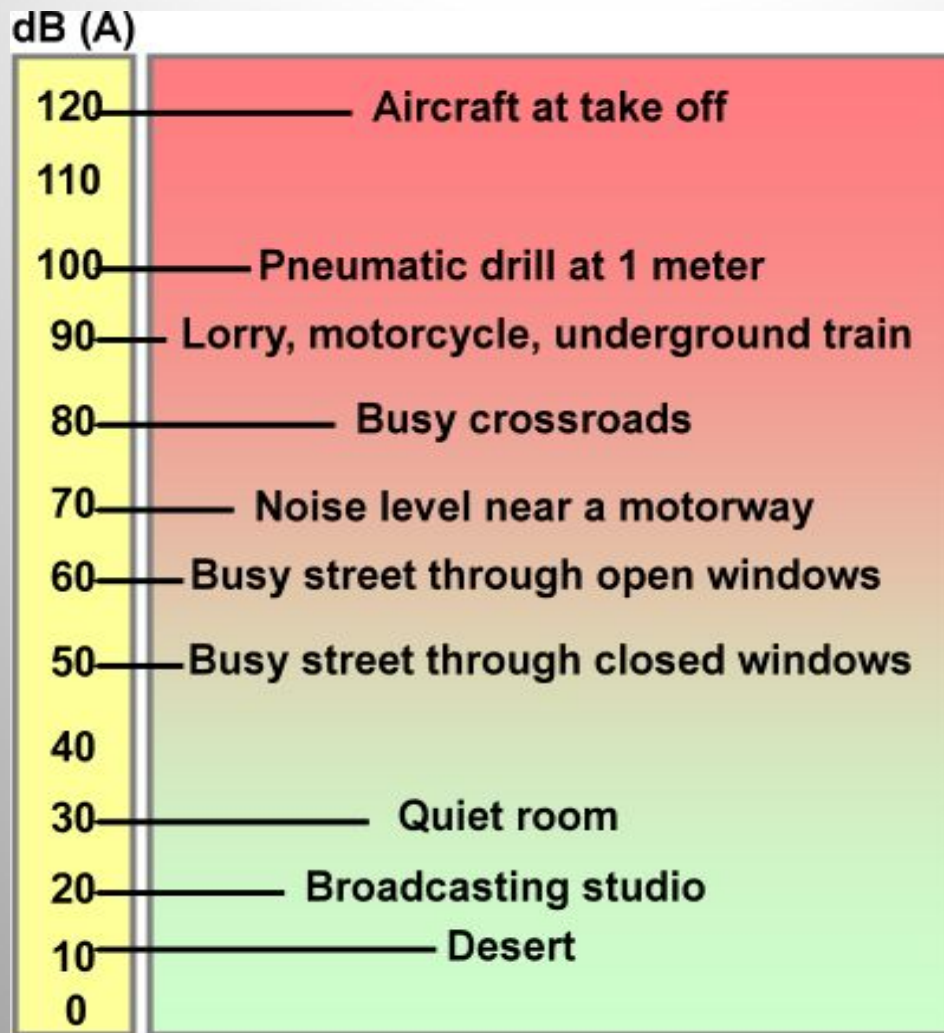 dB (A)
120 Aircraft at take off
110
100 Pneumatic drill at 1 meter
90 Lorry, motorcycle, underground train
80 Busy crossroads
70 Noise level near a motorway
60 Busy street through open windows
50 Busy street through closed windows
40
30 Quiet room
20 Broadcasting studio
10 Desert
0